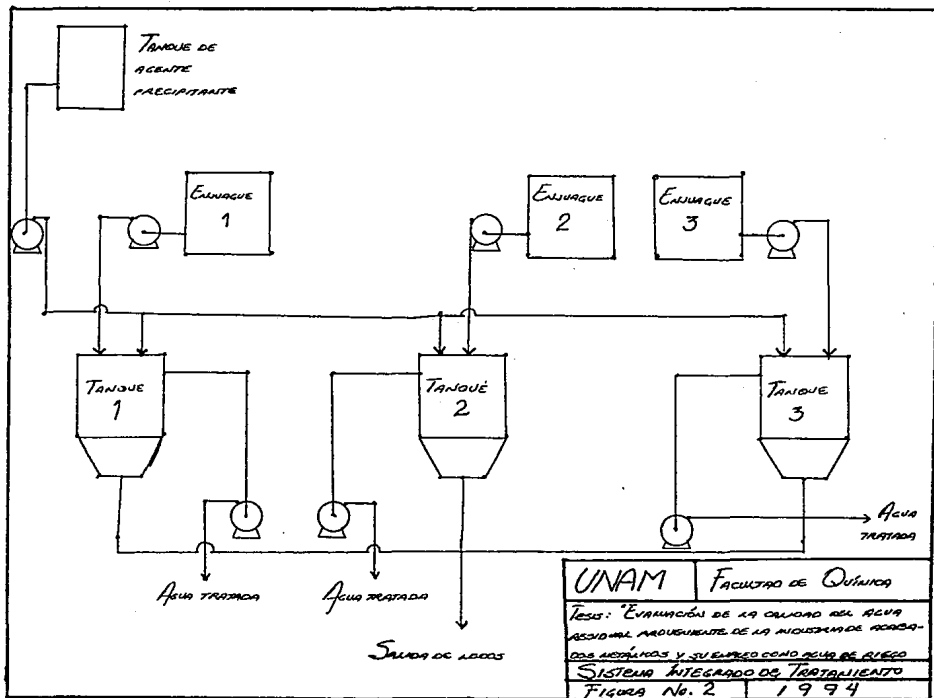 TANQUE DE
AGENTE
PRECIPITANTE
ENJUAGUE
1
ENJUAGUE
2
ENJUAGUE
3
TANQUE
1
TANQUE
2
TANQUE
3
AGUA
TRATADA
AGUA TRATADA
AGUA TRATADA
SALIDA DE LODOS
UNAM
FACULTAD DE QUÍMICA
TESIS: "EVALUACIÓN DE LA CALIDAD DEL AGUA
RESIDUAL PROVENIENTE DE LA INDUSTRIA DE ACABA-
DOS METÁLICOS Y SU EMPLEO COMO AGUA DE RIEGO
SISTEMA INTEGRADO DE TRATAMIENTO
FIGURA No. 2
1994